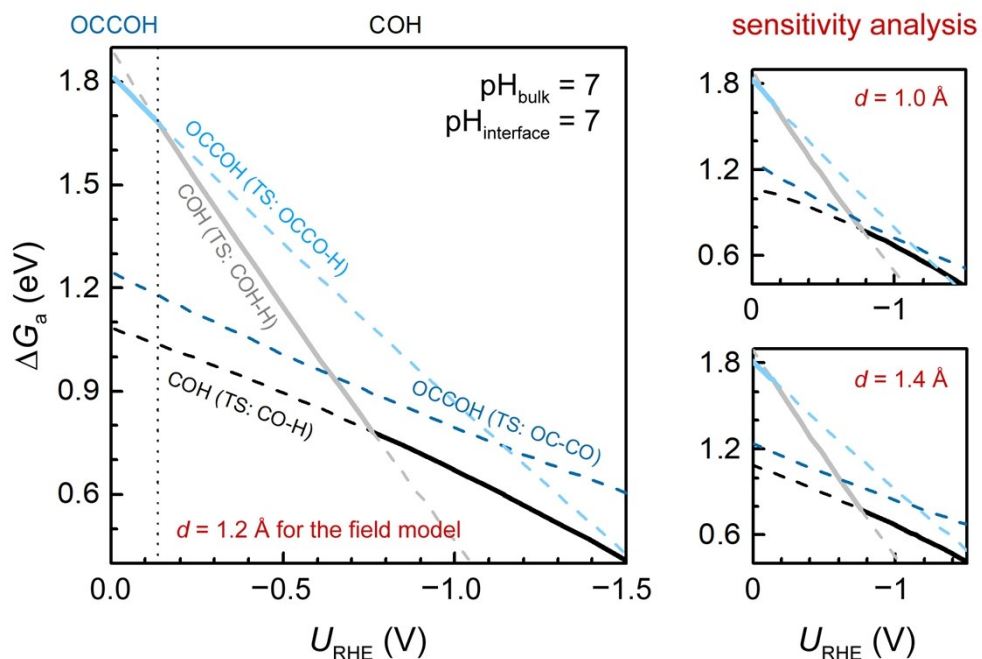 OCCOH COH
1.8
1.5
1.2
0.9
0.6
ΔGa (eV)
pHbulk = 7
pHinterface = 7
OCCOH (TS: OCCO-H)
COH (TS: COH-H)
COH (TS: CO-H)
OCCOH (TS: OC-CO)
d = 1.2 Å for the field model
0.0 −0.5 −1.0 −1.5
URHE (V)
sensitivity analysis
1.8
1.2
0.6
d = 1.0 Å
0 −1
1.8
1.2
0.6
d = 1.4 Å
0 −1
URHE (V)